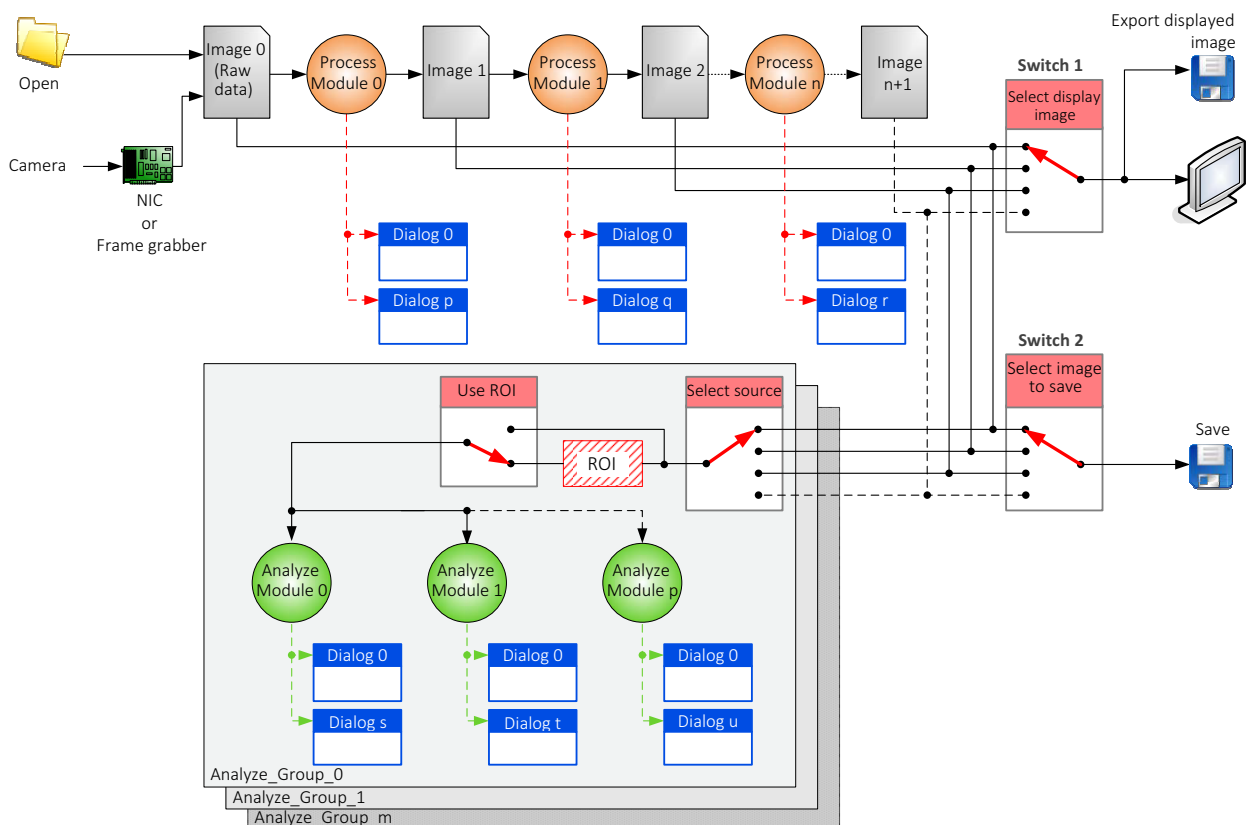 Open
Image 0
(Raw
data)
Process
Module 0
Image 1
Process
Module 1
Image 2
Process
Module n
Image
n+1
Export displayed
image
Switch 1
Select display
image
Camera
NIC
or
Frame grabber
Dialog 0
Dialog p
Dialog 0
Dialog q
Dialog 0
Dialog r
Switch 2
Select image
to save
Save
Use ROI
Select source
ROI
Analyze
Module 0
Analyze
Module 1
Analyze
Module p
Dialog 0
Dialog s
Dialog 0
Dialog t
Dialog 0
Dialog u
Analyze_Group_0
Analyze_Group_1
Analyze_Group_m